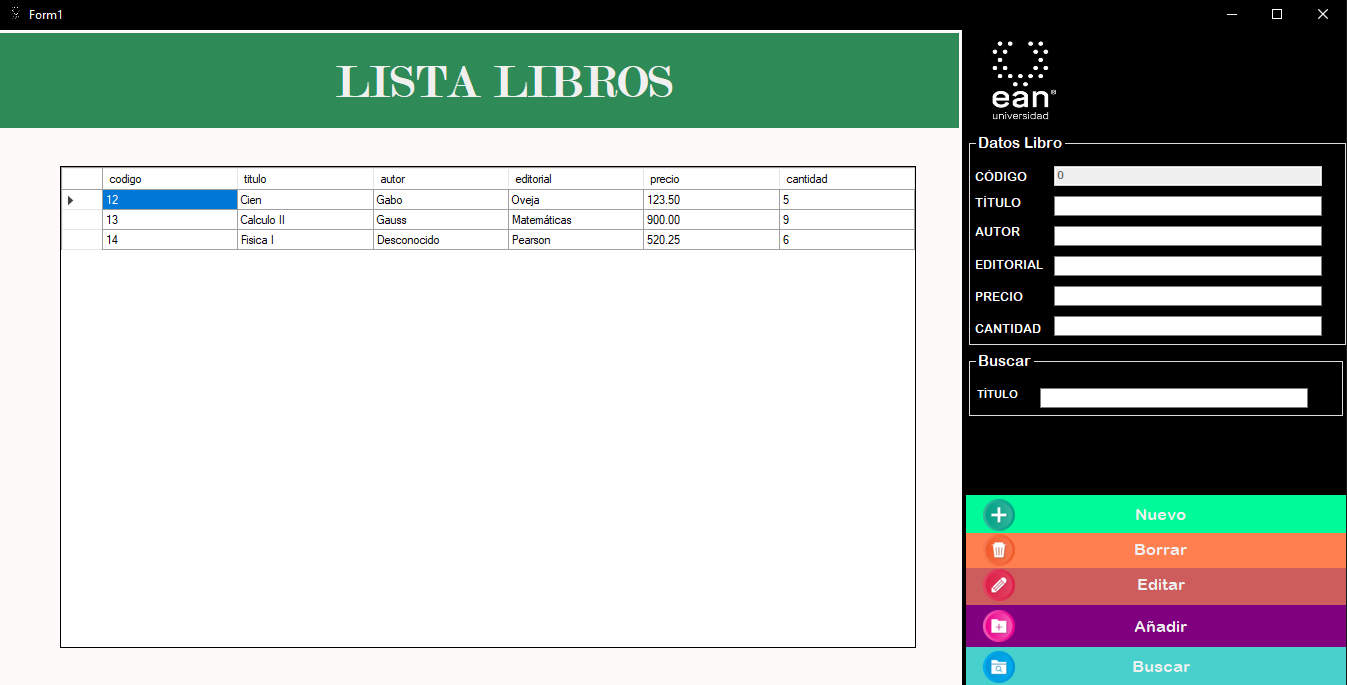 Form1
LISTA LIBROS
codigo titulo autor editorial precio cantidad
12 Cien Gabo Oveja 123.50 5
13 Calculo II Gauss Matemáticas 900.00 9
14 Fisica I Desconocido Pearson 520.25 6
ean®
universidad
Datos Libro
CÓDIGO 0
TÍTULO
AUTOR
EDITORIAL
PRECIO
CANTIDAD
Buscar
TÍTULO
Nuevo
Borrar
Editar
Añadir
Buscar